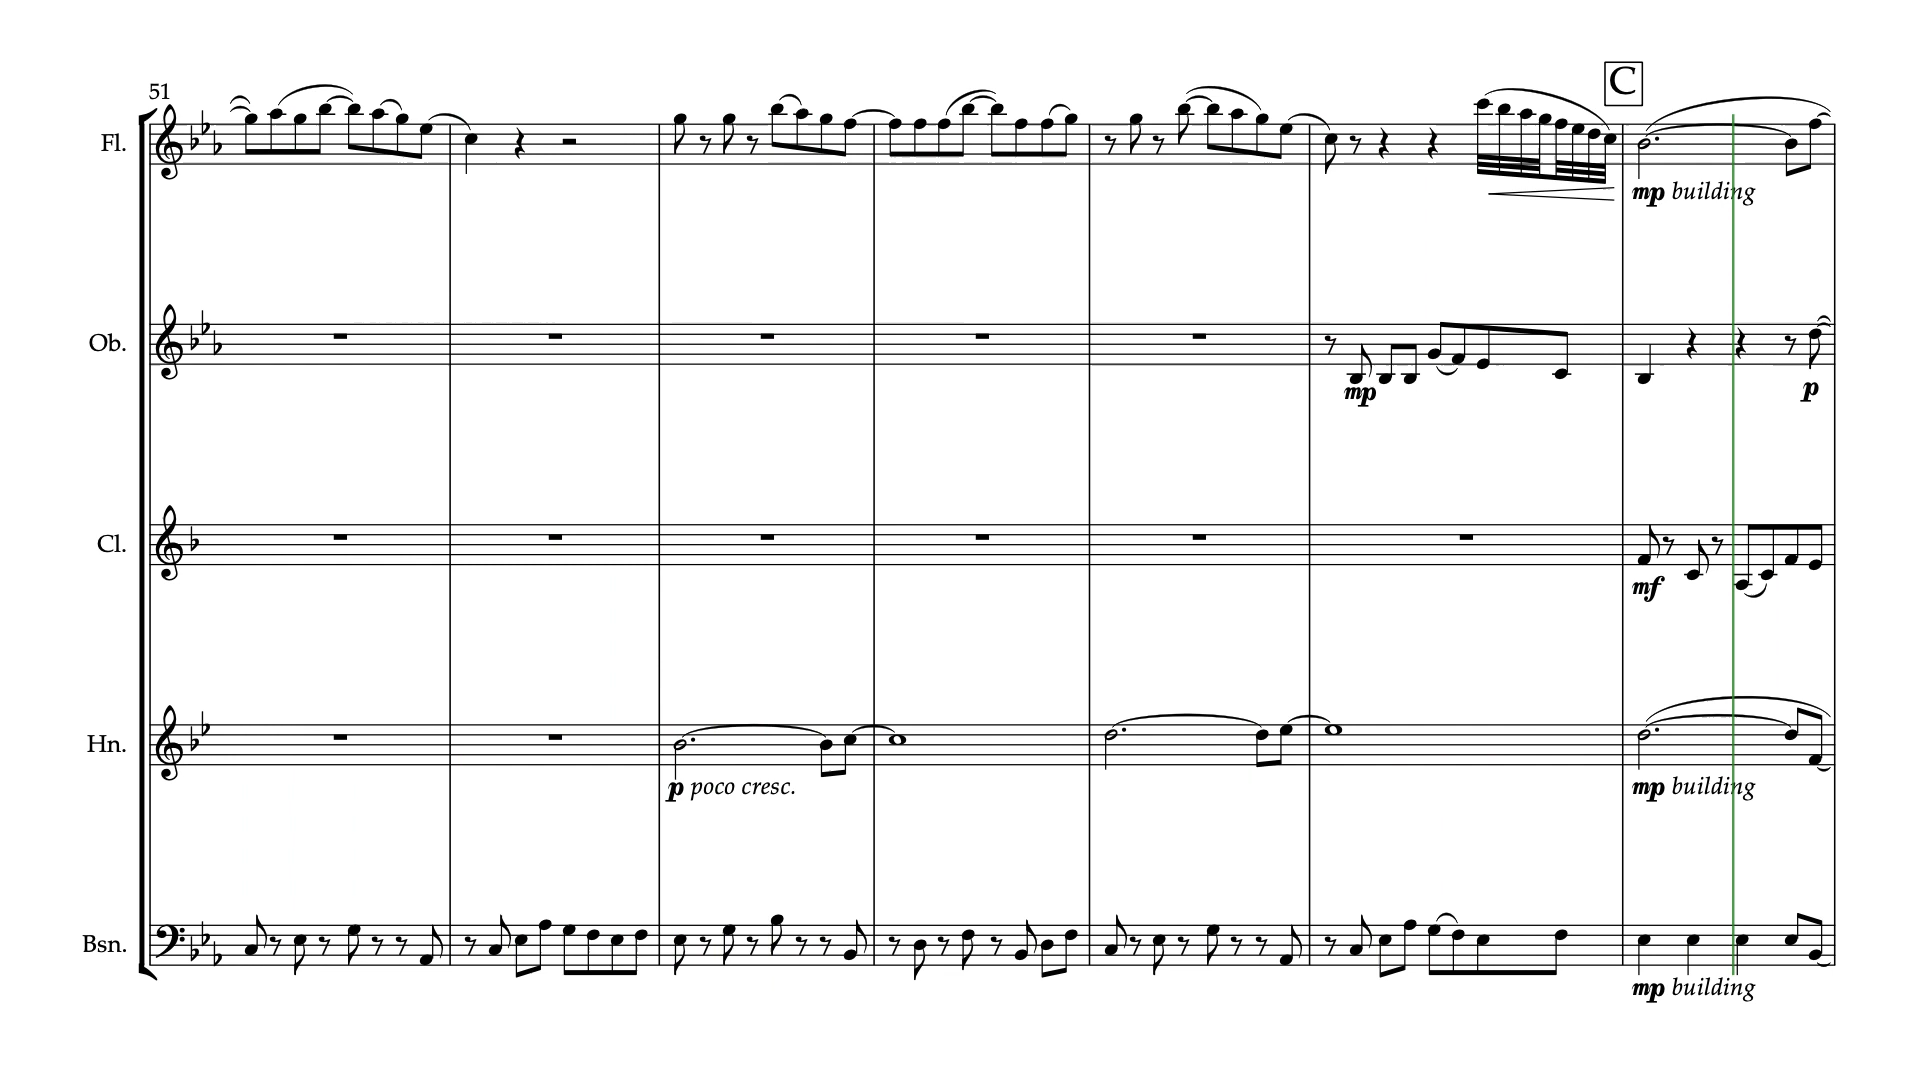 C
51
Fl.
mp building
Ob.
mp
p
Cl.
mf
Hn.
p poco cresc.
mp building
Bsn.
mp building